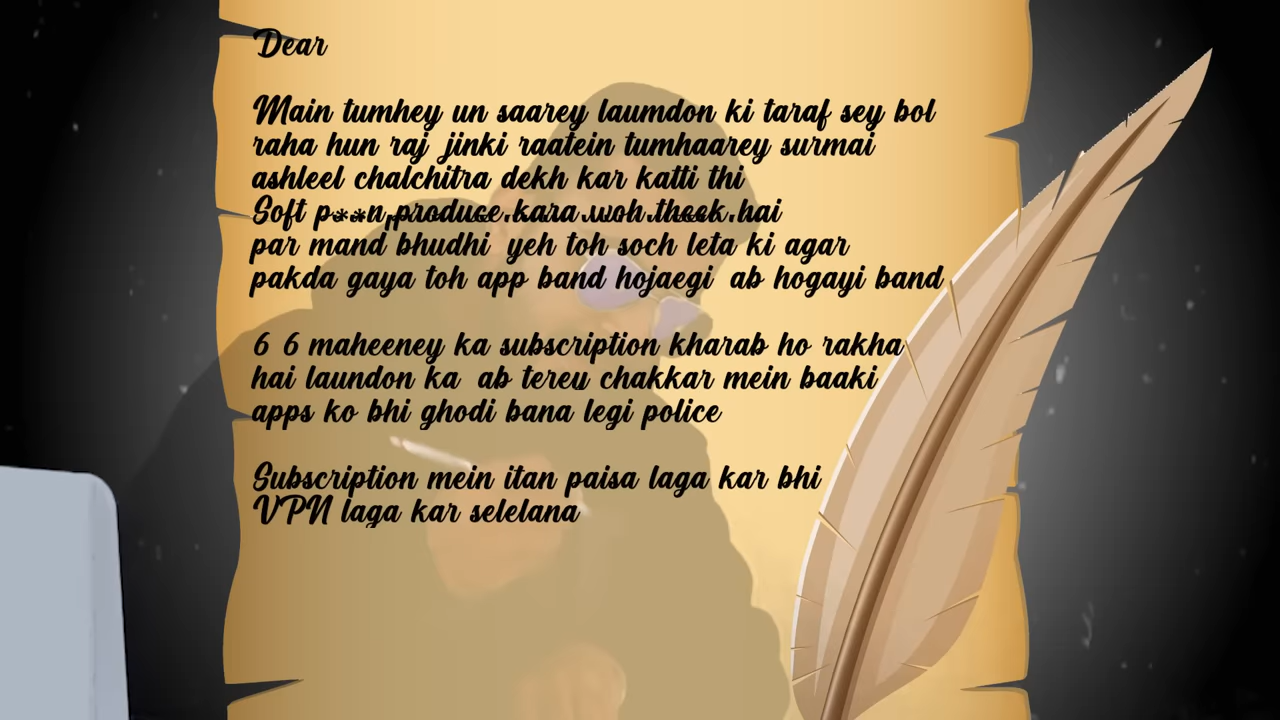 Dear
Main tumhey un saarey laumdon ki taraf sey bol
raha hun raj jinki raatein tumhaarey surmai
ashleel chalchitra dekh kar katti thi
Soft p**n produce kara woh theek hai
par mand bhudhi yeh toh soch leta ki agar
pakda gaya toh app band hojaegi ab hogayi band
6 6 maheeney ka subscription kharab ho rakha
hai laundon ka ab terey chakkar mein baaki
apps ko bhi ghodi bana legi police
Subscription mein itan paisa laga kar bhi
VPN laga kar selelana